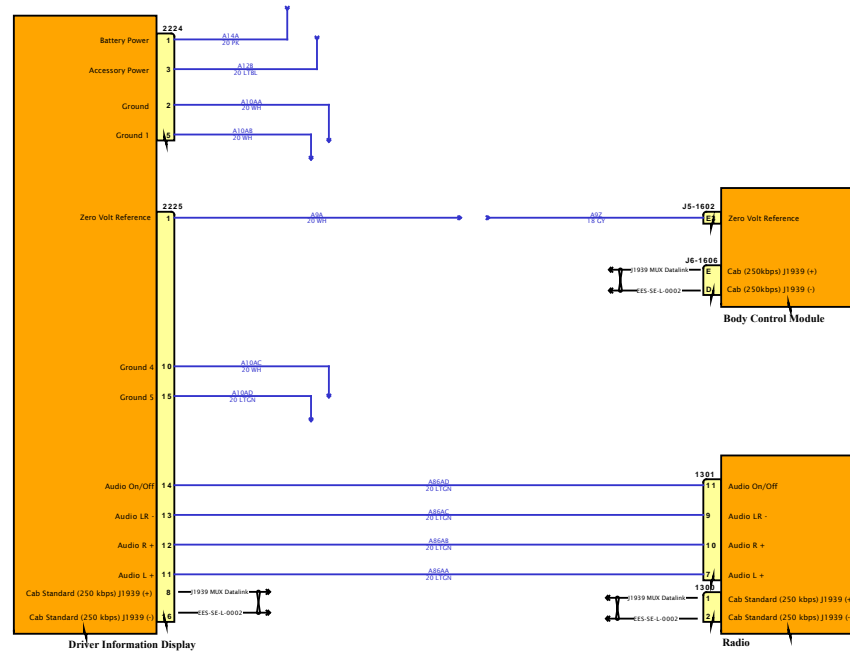 2224
Battery Power 1 A14A
20 PK
Accessory Power 3 A12B
20 LTBL
Ground 2 A10AA
20 WH
Ground 1 5 A10AB
20 WH
2225
Zero Volt Reference 1 A9A
20 WH
A9Z
18 GY
J5-1602
E3 Zero Volt Reference
J6-1606
J1939 MUX Datalink E Cab (250kbps) J1939 (+)
EES-SE-L-0002 D Cab (250kbps) J1939 (-)
Body Control Module
Ground 4 10 A10AC
20 WH
Ground 5 15 A10AD
20 LTGN
1301
Audio On/Off 14 A86AD 11 Audio On/Off
20 LTGN
Audio LR - 13 A86AC 9 Audio LR -
20 LTGN
Audio R + 12 A86AB 10 Audio R +
20 LTGN
Audio L + 11 A86AA 7 Audio L +
20 LTGN
Cab Standard (250 kbps) J1939 (+) 8 J1939 MUX Datalink
Cab Standard (250 kbps) J1939 (-) 16 EES-SE-L-0002
Driver Information Display
J1939 MUX Datalink 1 Cab Standard (250 kbps) J1939 (+
EES-SE-L-0002 2 Cab Standard (250 kbps) J1939 (-
Radio